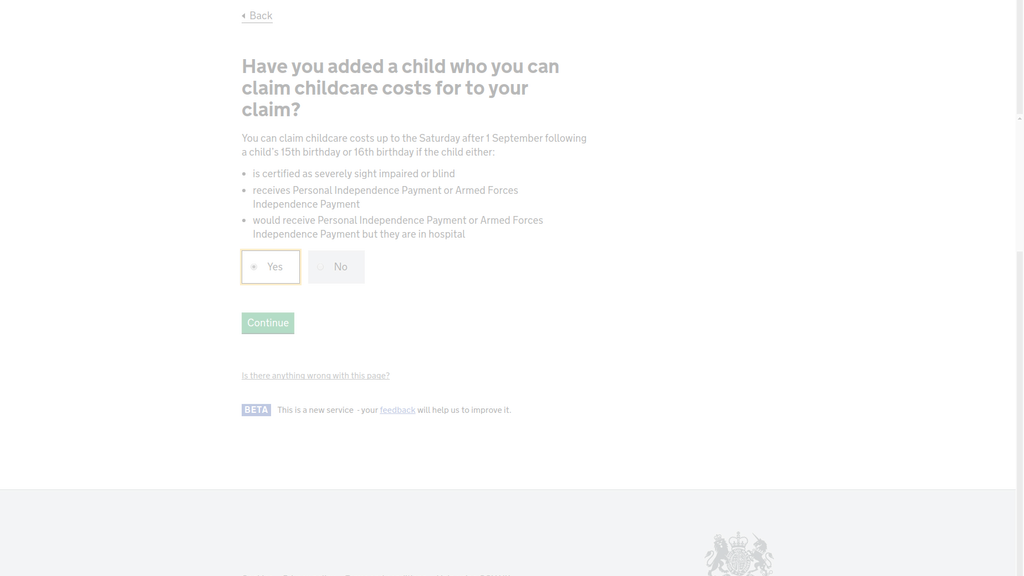 Back
Have you added a child who you can
claim childcare costs for to your
claim?
You can claim childcare costs up to the Saturday after 1 September following
a child's 15th birthday or 16th birthday if the child either:
• is certified as severely sight impaired or blind
• receives Personal Independence Payment or Armed Forces
Independence Payment
• would receive Personal Independence Payment or Armed Forces
Independence Payment but they are in hospital
Yes No
Continue
Is there anything wrong with this page?
BETA This is a new service - your feedback will help us to improve it.